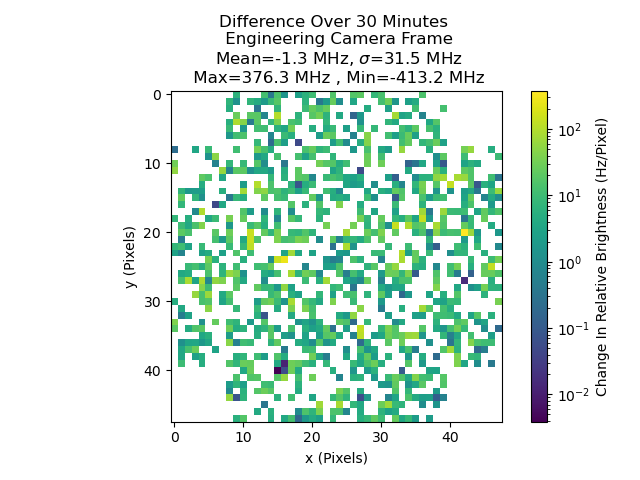 Difference Over 30 Minutes
Engineering Camera Frame
Mean=-1.3 MHz, σ=31.5 MHz
Max=376.3 MHz , Min=-413.2 MHz
0
10
20
30
40
y (Pixels)
0 10 20 30 40
x (Pixels)
10²
10¹
10⁰
10⁻¹
10⁻²
Change In Relative Brightness (Hz/Pixel)